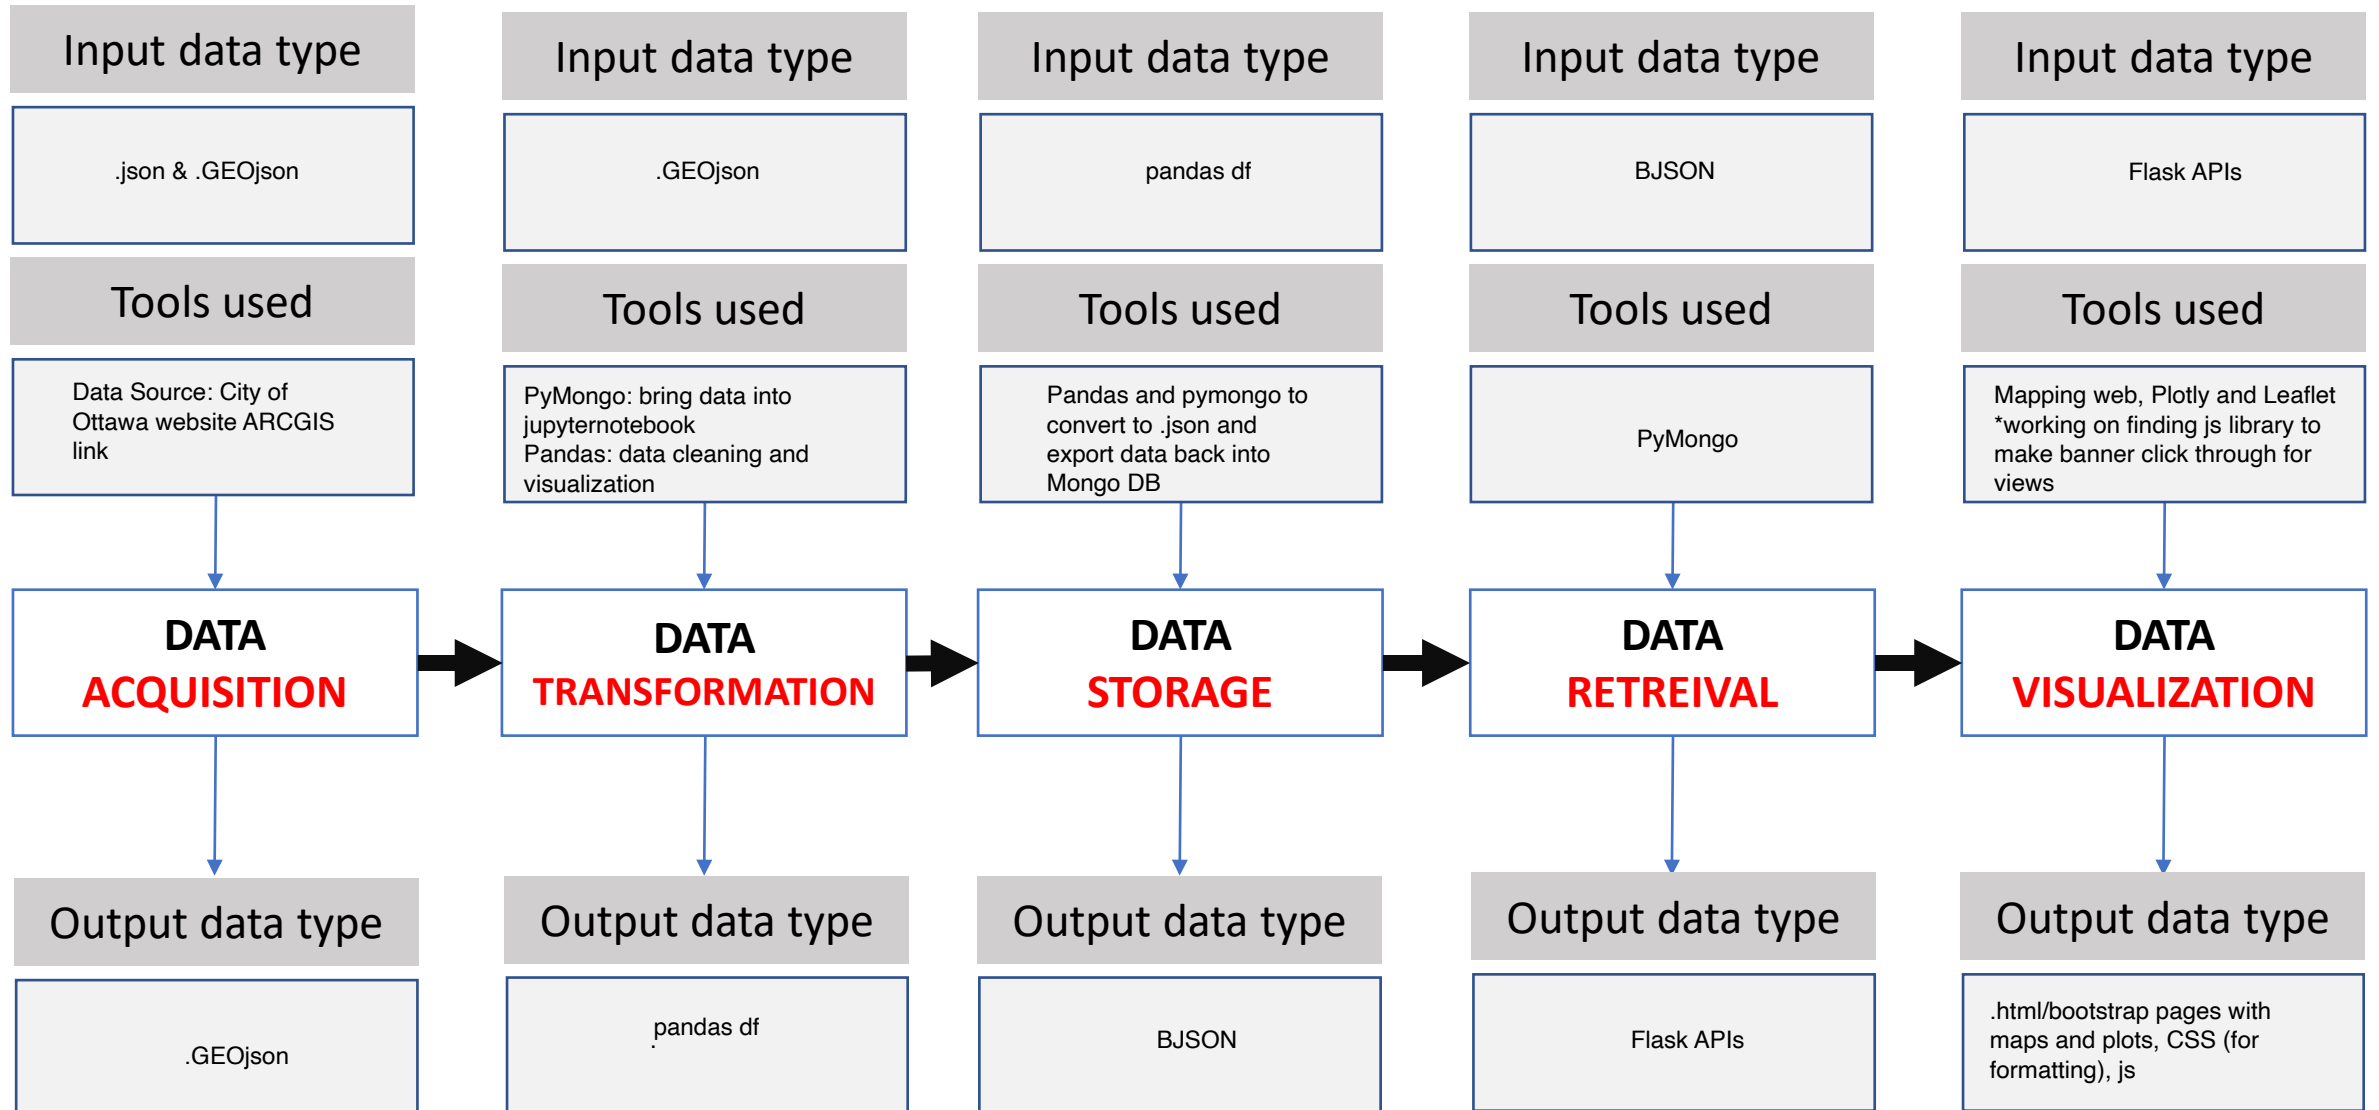 Input data type
.json & .GEOjson
Tools used
Data Source: City of
Ottawa website ARCGIS
link
DATA
ACQUISITION
Output data type
.GEOjson
Input data type
.GEOjson
Tools used
PyMongo: bring data into
jupyternotebook
Pandas: data cleaning and
visualization
DATA
TRANSFORMATION
Output data type
pandas df
.
Input data type
pandas df
Tools used
Pandas and pymongo to
convert to .json and
export data back into
Mongo DB
DATA
STORAGE
Output data type
BJSON
Input data type
BJSON
Tools used
PyMongo
DATA
RETREIVAL
Output data type
Flask APIs
Input data type
Flask APIs
Tools used
Mapping web, Plotly and Leaflet
*working on finding js library to
make banner click through for
views
DATA
VISUALIZATION
Output data type
.html/bootstrap pages with
maps and plots, CSS (for
formatting), js